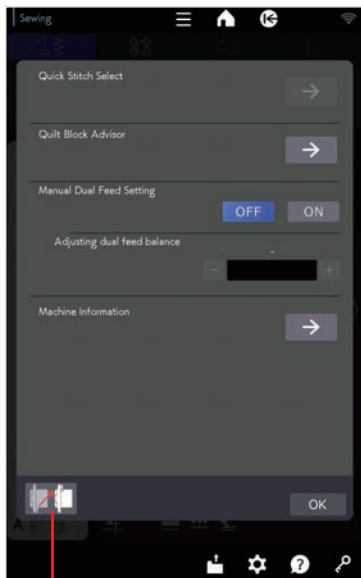 Sewing
Quick Stitch Select
Quilt Block Advisor
Manual Dual Feed Setting
OFF ON
Adjusting dual feed balance
-
- +
Machine Information
OK
A
?